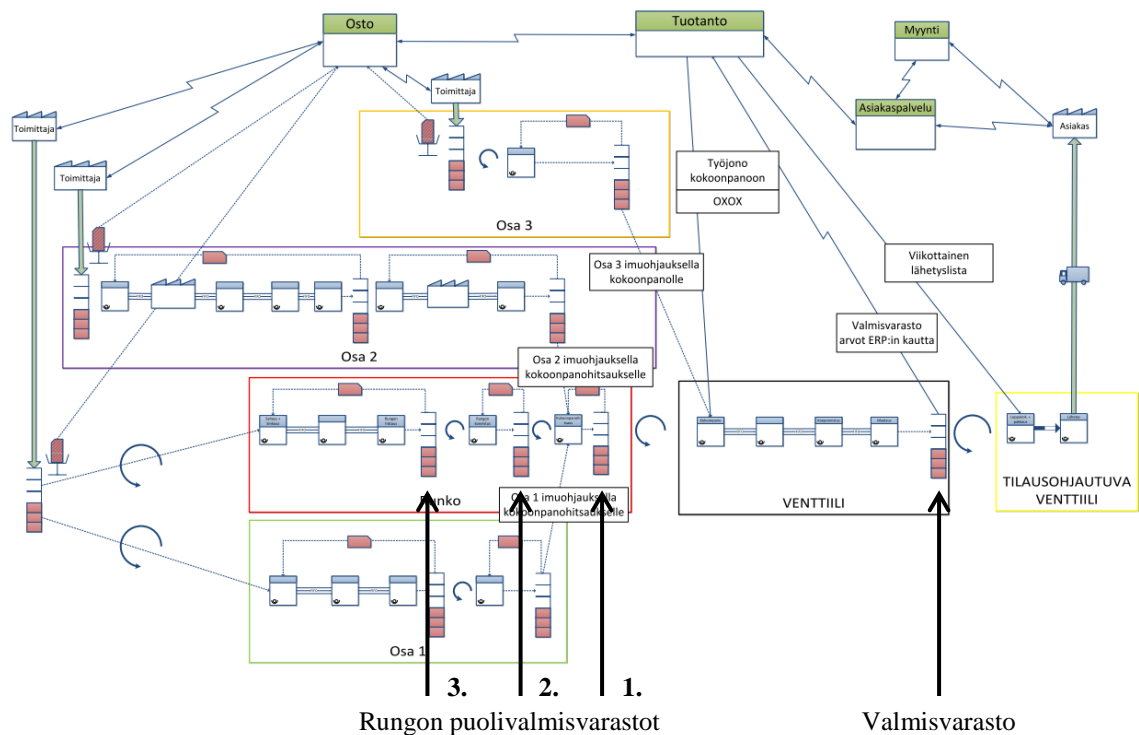 Osto
Tuotanto
Myynti
Asiakaspalvelu
Asiakas
Toimittaja
Toimittaja
Toimittaja
Työjono
kokoonpanoon
OXOX
Osa 3
Osa 3 imuohjauksella
kokoonpanolle
Viikottainen
lähetyslista
Valmisvarasto
arvot ERP:in kautta
Osa 2
Osa 2 imuohjauksella
kokoonpanohitsaukselle
Runko
Osa 1 imuohjauksella
kokoonpanohitsaukselle
VENTTIILI
TILAUSOHJAUTUVA
VENTTIILI
Osa 1
3. 2. 1.
Rungon puolivalmisvarastot
Valmisvarasto